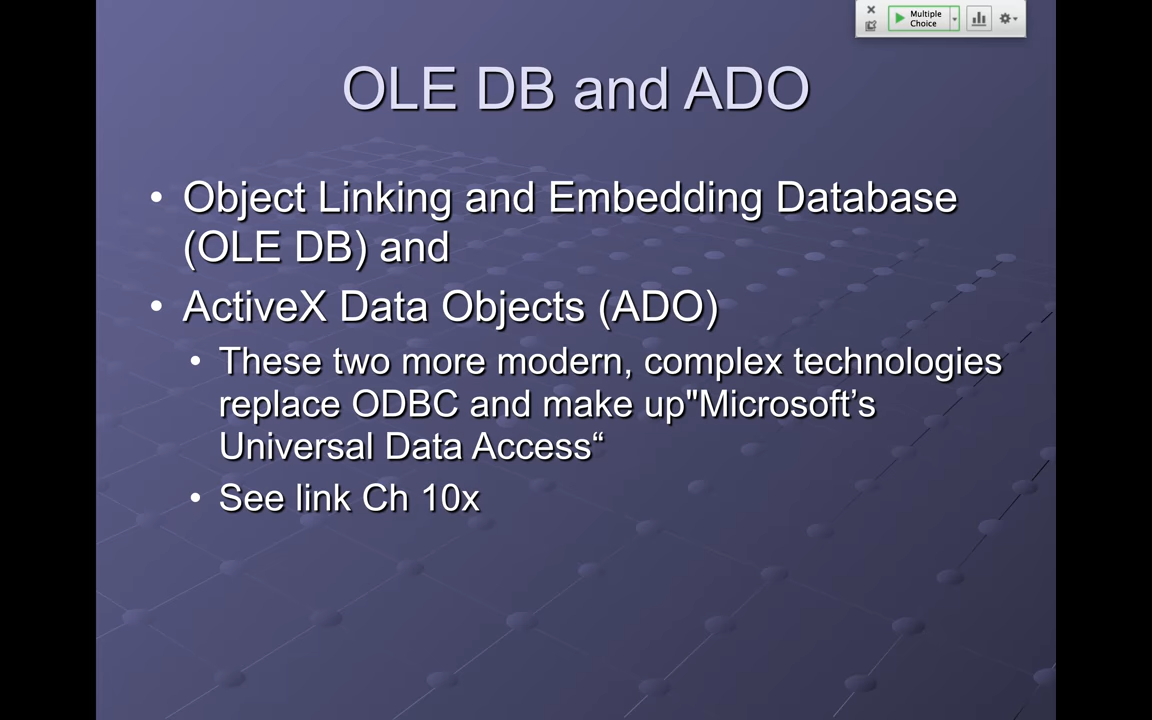 Multiple
Choice
OLE DB and ADO
• Object Linking and Embedding Database
(OLE DB) and
• ActiveX Data Objects (ADO)
• These two more modern, complex technologies
replace ODBC and make up"Microsoft’s
Universal Data Access“
• See link Ch 10x